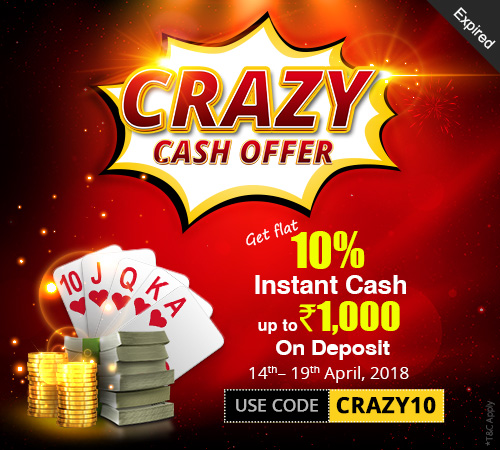 Expired
CRAZY
CASH OFFER
Get flat
10%
Instant Cash
up to ₹1,000
On Deposit
14th– 19th April, 2018
USE CODE CRAZY10
10 J Q K A
*T&C Apply